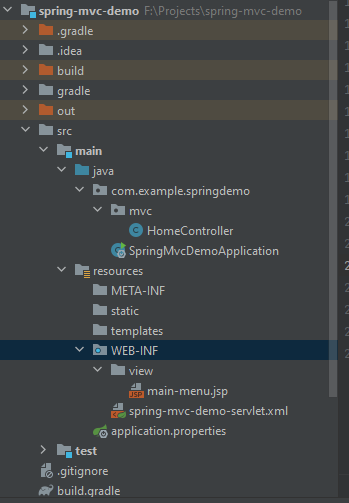 spring-mvc-demo F:\Projects\spring-mvc-demo
.gradle
.idea
build
gradle
out
src
main
java
com.example.springdemo
mvc
HomeController
SpringMvcDemoApplication
resources
META-INF
static
templates
WEB-INF
view
main-menu.jsp
spring-mvc-demo-servlet.xml
application.properties
test
.gitignore
build.gradle